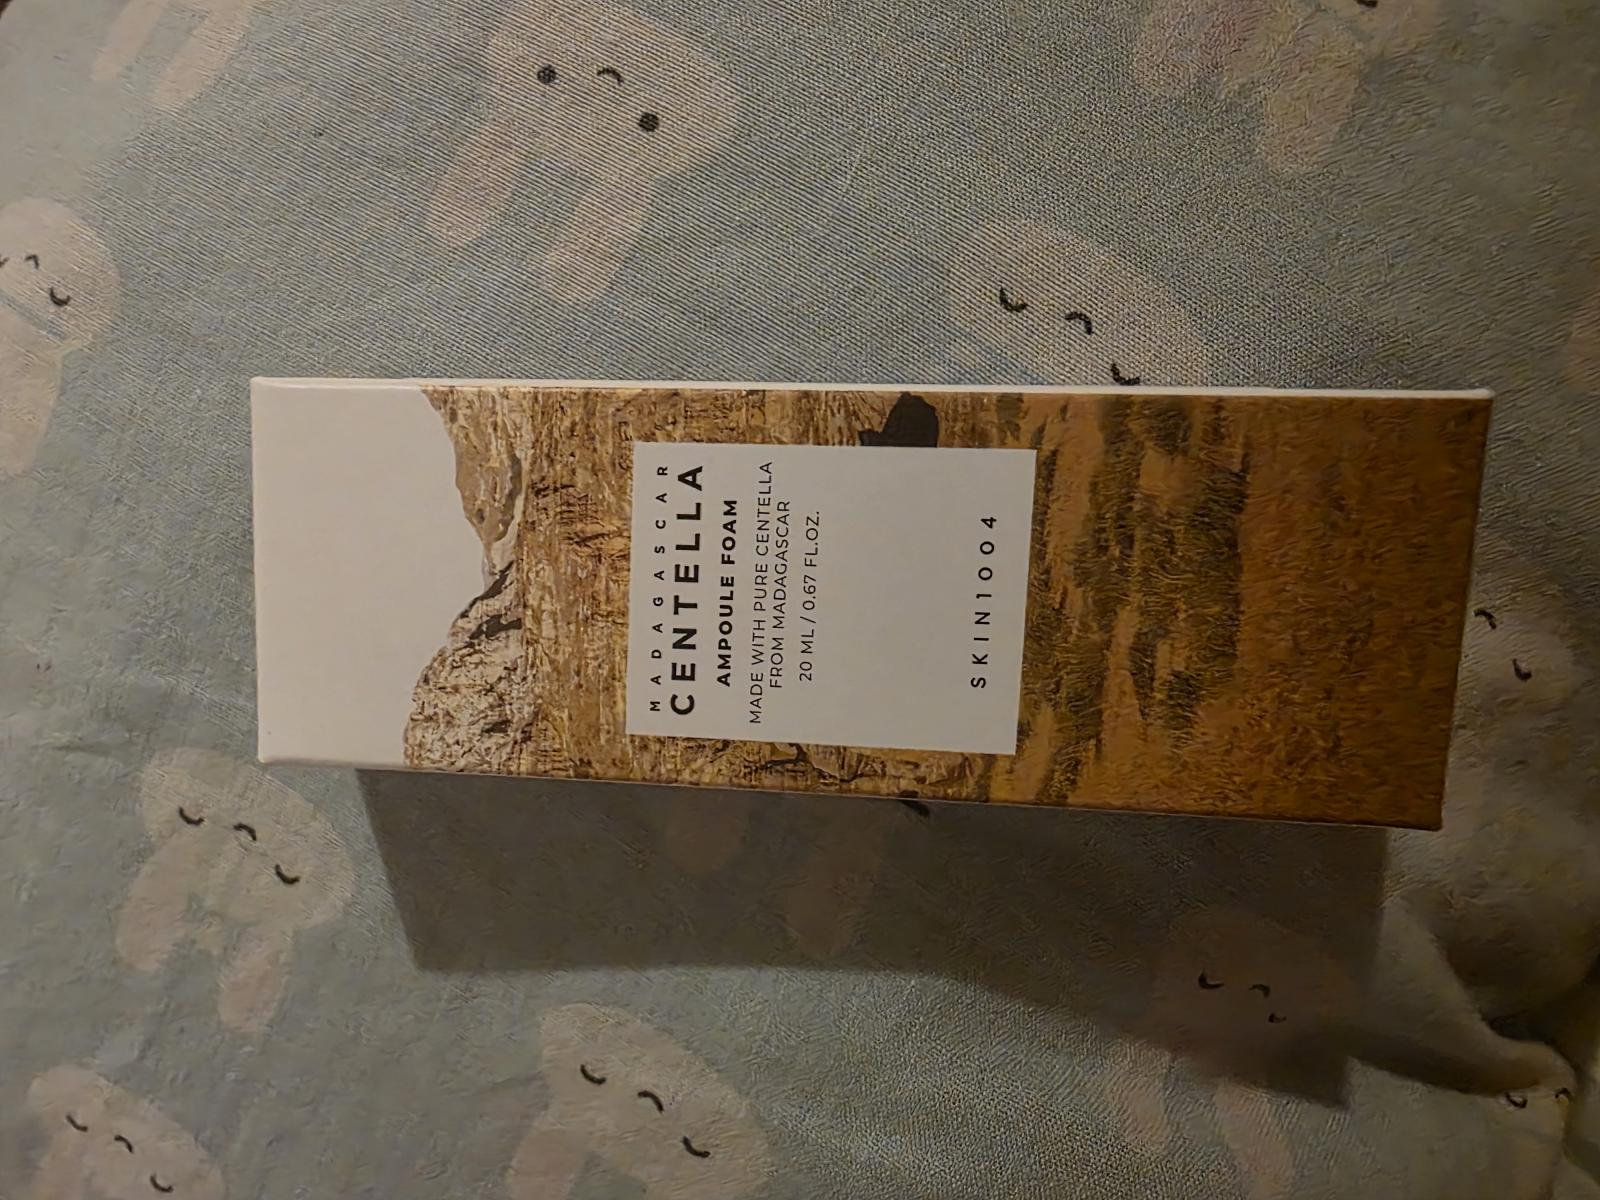 MADAGASCAR
CENTELLA
AMPOULE FOAM
MADE WITH PURE CENTELLA
FROM MADAGASCAR
20 ML / 0.67 FL.OZ.
SKIN1004